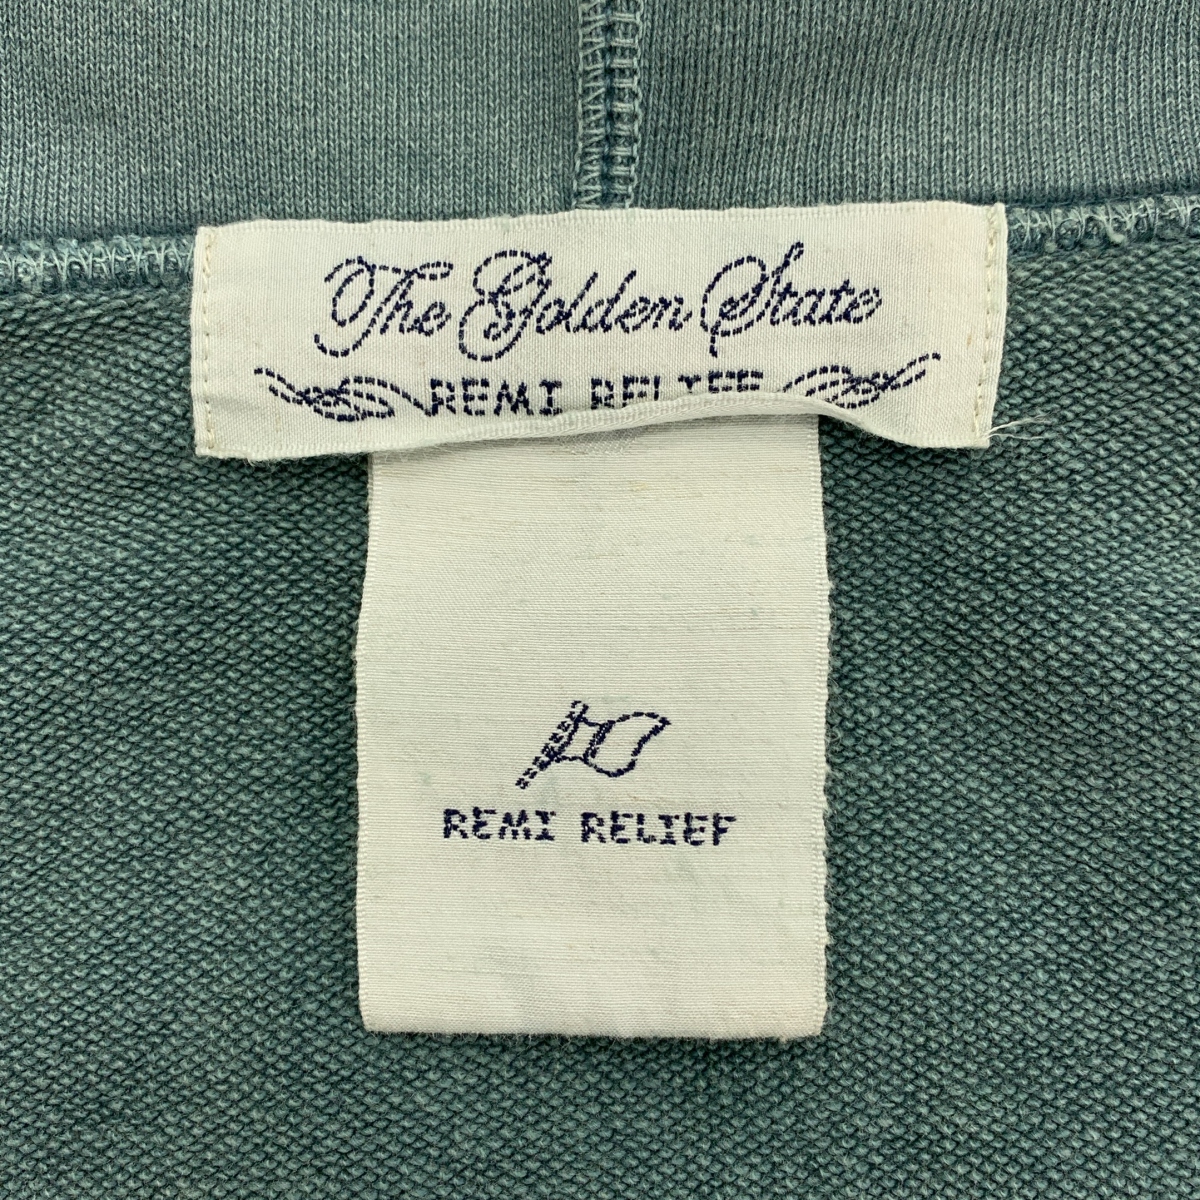 The Golden State
REMI RELIEF
REMI RELIEF